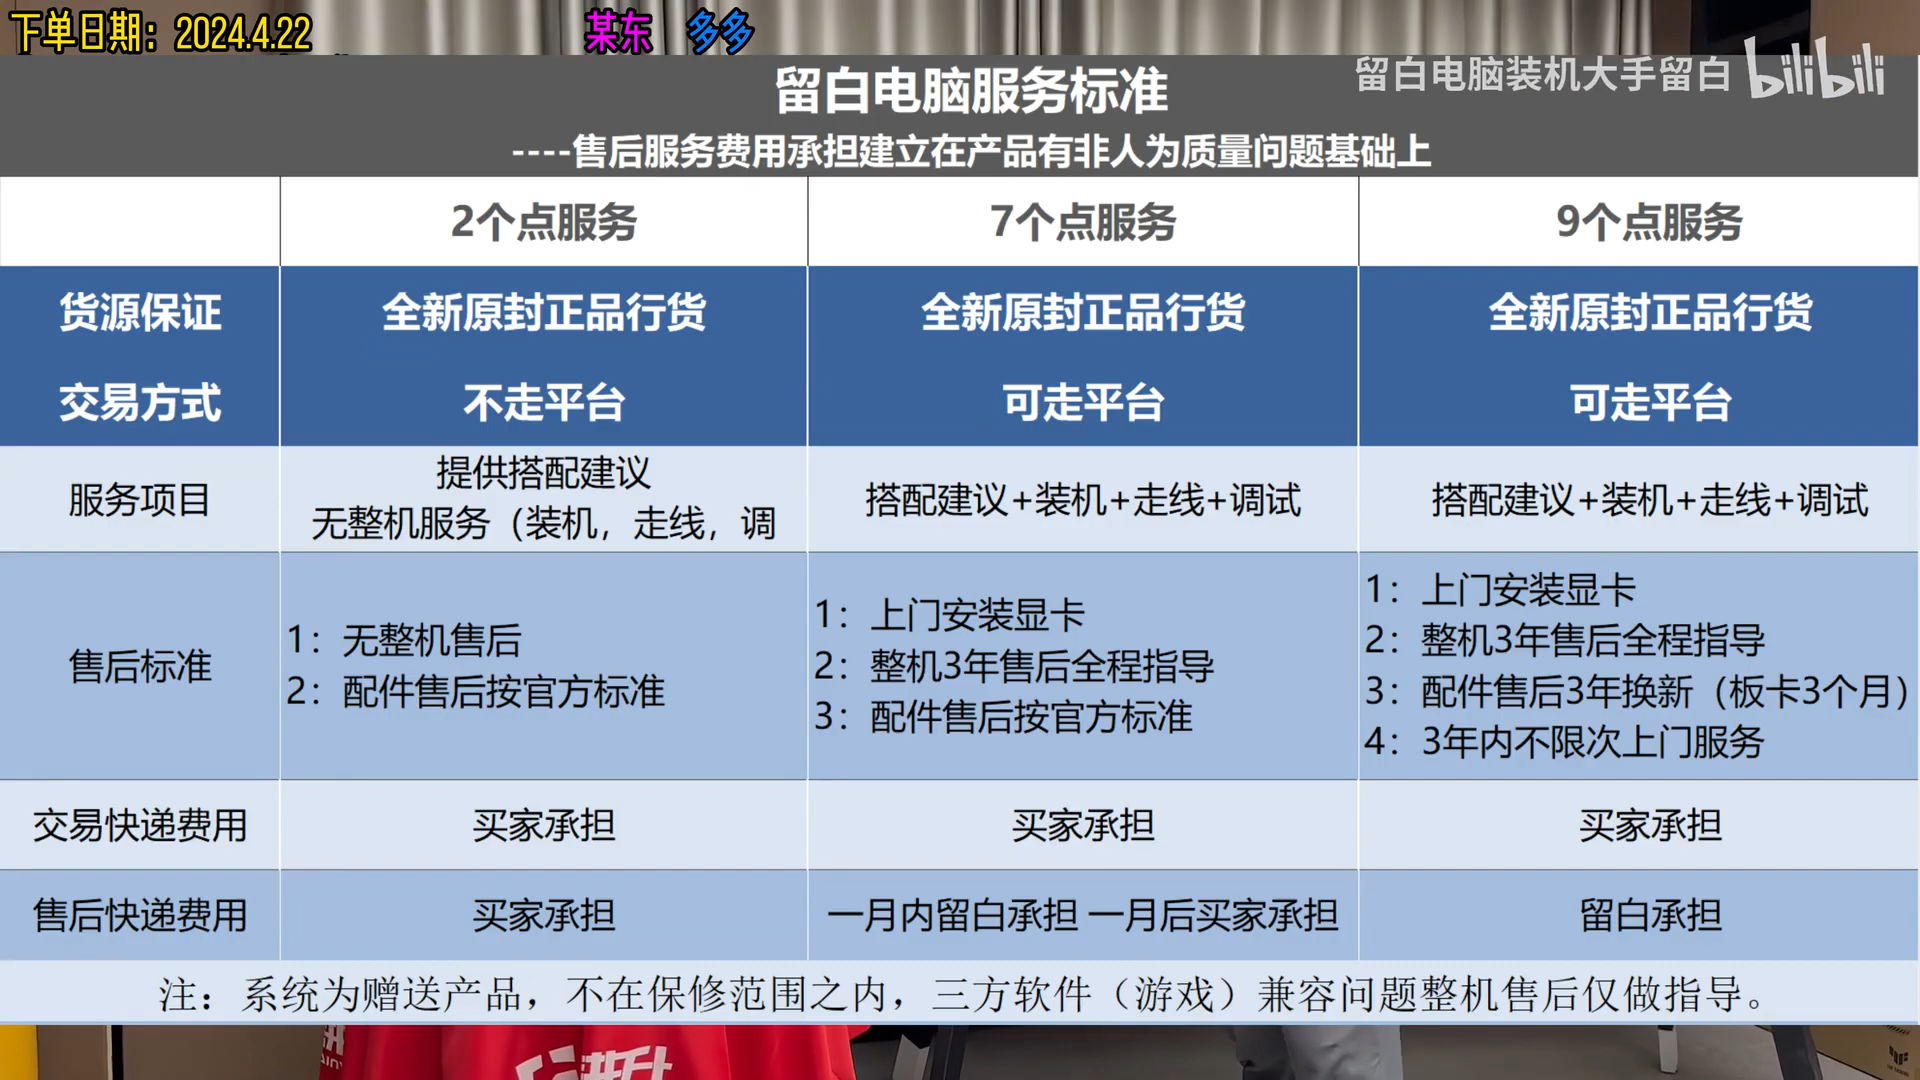 下单日期：2024.4.22
某东 多多
留白电脑装机大手留白 bilibili
留白电脑服务标准
----售后服务费用承担建立在产品有非人为质量问题基础上
2个点服务 7个点服务 9个点服务
货源保证 全新原封正品行货 全新原封正品行货 全新原封正品行货
交易方式 不走平台 可走平台 可走平台
服务项目
提供搭配建议
无整机服务（装机，走线，调
搭配建议+装机+走线+调试
搭配建议+装机+走线+调试
售后标准
1：无整机售后
2：配件售后按官方标准
1：上门安装显卡
2：整机3年售后全程指导
3：配件售后按官方标准
1：上门安装显卡
2：整机3年售后全程指导
3：配件售后3年换新（板卡3个月）
4：3年内不限次上门服务
交易快递费用 买家承担 买家承担 买家承担
售后快递费用 买家承担 一月内留白承担 一月后买家承担 留白承担
注：系统为赠送产品，不在保修范围之内，三方软件（游戏）兼容问题整机售后仅做指导。